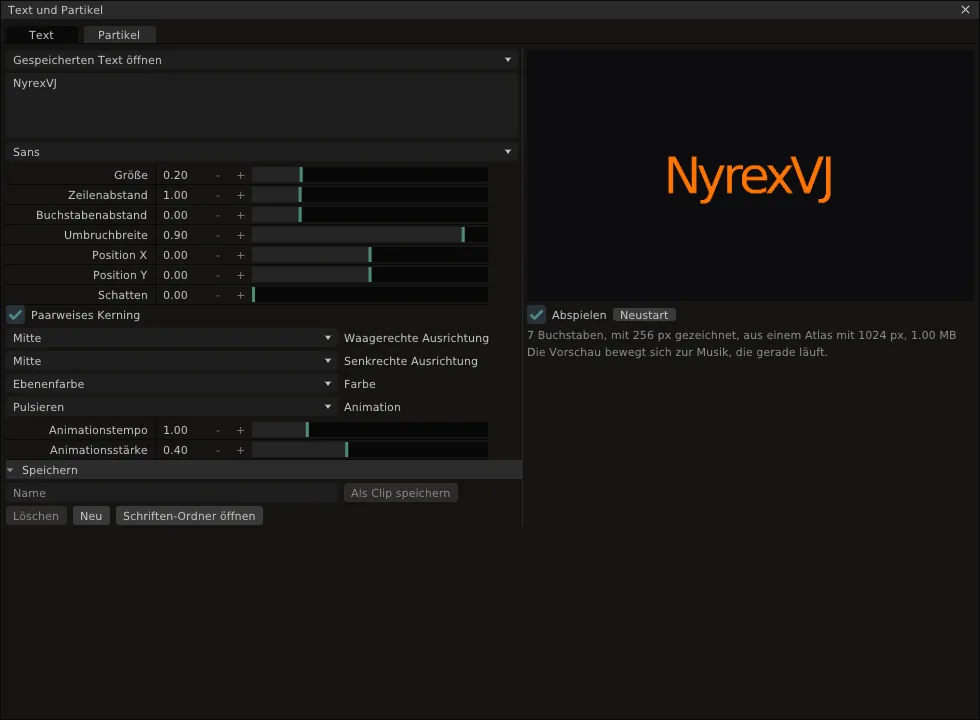 Text und Partikel
Text
Partikel
Gespeicherten Text öffnen
NyrexVJ
Sans
Größe 0.20 - +
Zeilenabstand 1.00 - +
Buchstabenabstand 0.00 - +
Umbruchbreite 0.90 - +
Position X 0.00 - +
Position Y 0.00 - +
Schatten 0.00 - +
Paarweises Kerning
Mitte Waagerechte Ausrichtung
Mitte Senkrechte Ausrichtung
Ebenenfarbe Farbe
Pulsieren Animation
Animationstempo 1.00 - +
Animationsstärke 0.40 - +
Speichern
Name Als Clip speichern
Löschen Neu Schriften-Ordner öffnen
NyrexVJ
Abspielen Neustart
7 Buchstaben, mit 256 px gezeichnet, aus einem Atlas mit 1024 px, 1.00 MB
Die Vorschau bewegt sich zur Musik, die gerade läuft.